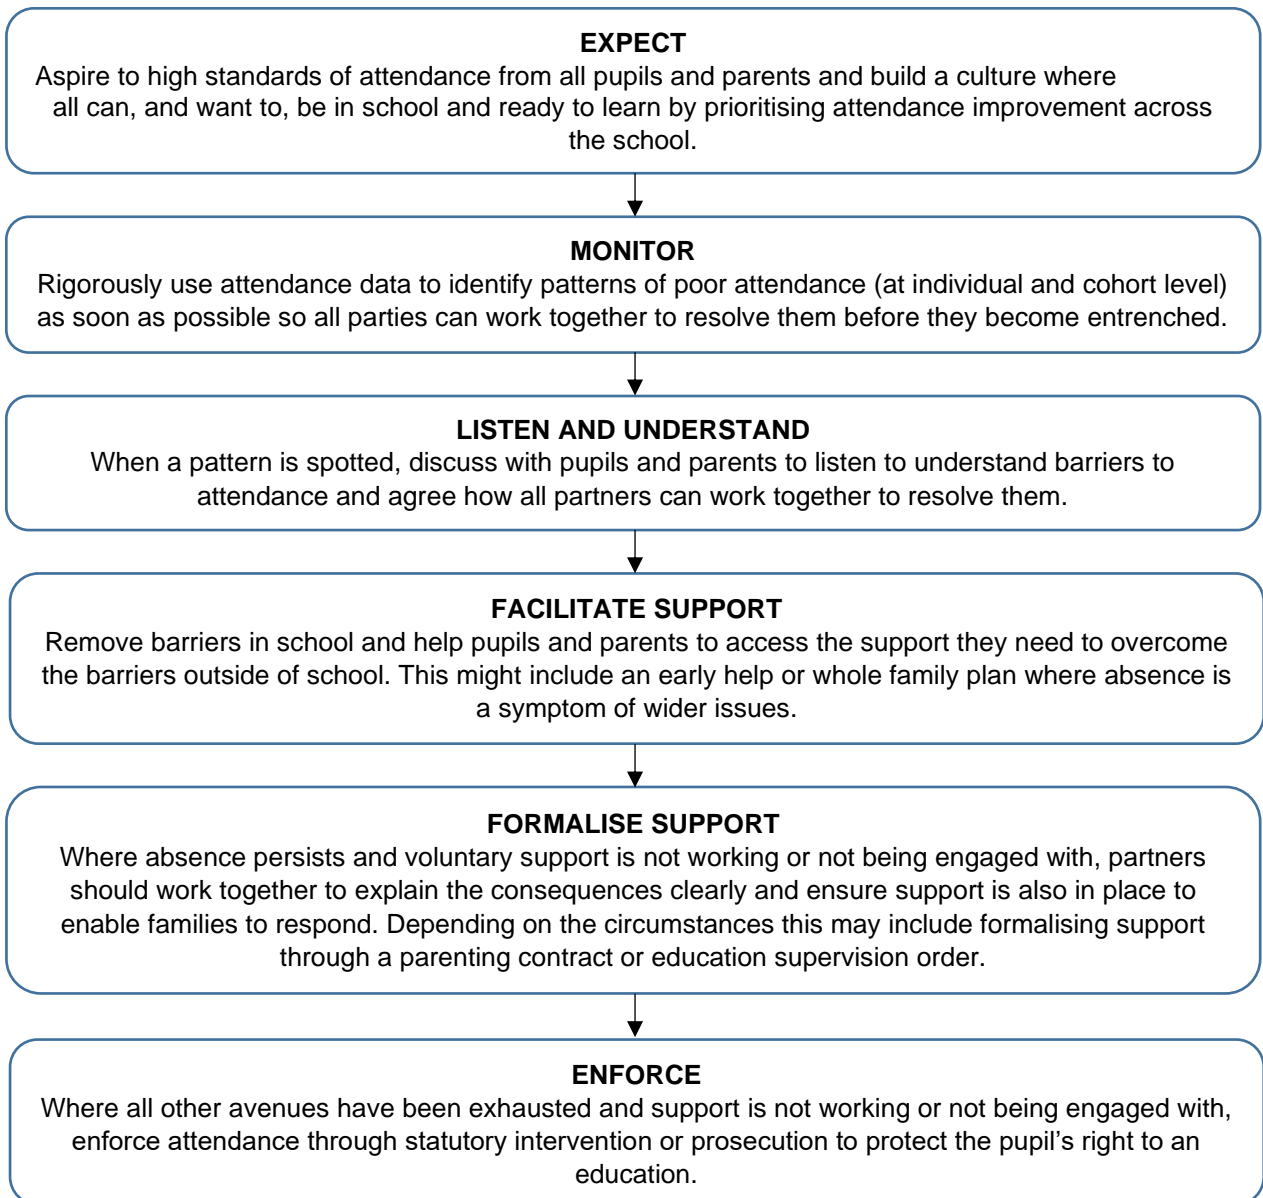 EXPECT
Aspire to high standards of attendance from all pupils and parents and build a culture where
all can, and want to, be in school and ready to learn by prioritising attendance improvement across
the school.
MONITOR
Rigorously use attendance data to identify patterns of poor attendance (at individual and cohort level)
as soon as possible so all parties can work together to resolve them before they become entrenched.
LISTEN AND UNDERSTAND
When a pattern is spotted, discuss with pupils and parents to listen to understand barriers to
attendance and agree how all partners can work together to resolve them.
FACILITATE SUPPORT
Remove barriers in school and help pupils and parents to access the support they need to overcome
the barriers outside of school. This might include an early help or whole family plan where absence is
a symptom of wider issues.
FORMALISE SUPPORT
Where absence persists and voluntary support is not working or not being engaged with, partners
should work together to explain the consequences clearly and ensure support is also in place to
enable families to respond. Depending on the circumstances this may include formalising support
through a parenting contract or education supervision order.
ENFORCE
Where all other avenues have been exhausted and support is not working or not being engaged with,
enforce attendance through statutory intervention or prosecution to protect the pupil’s right to an
education.